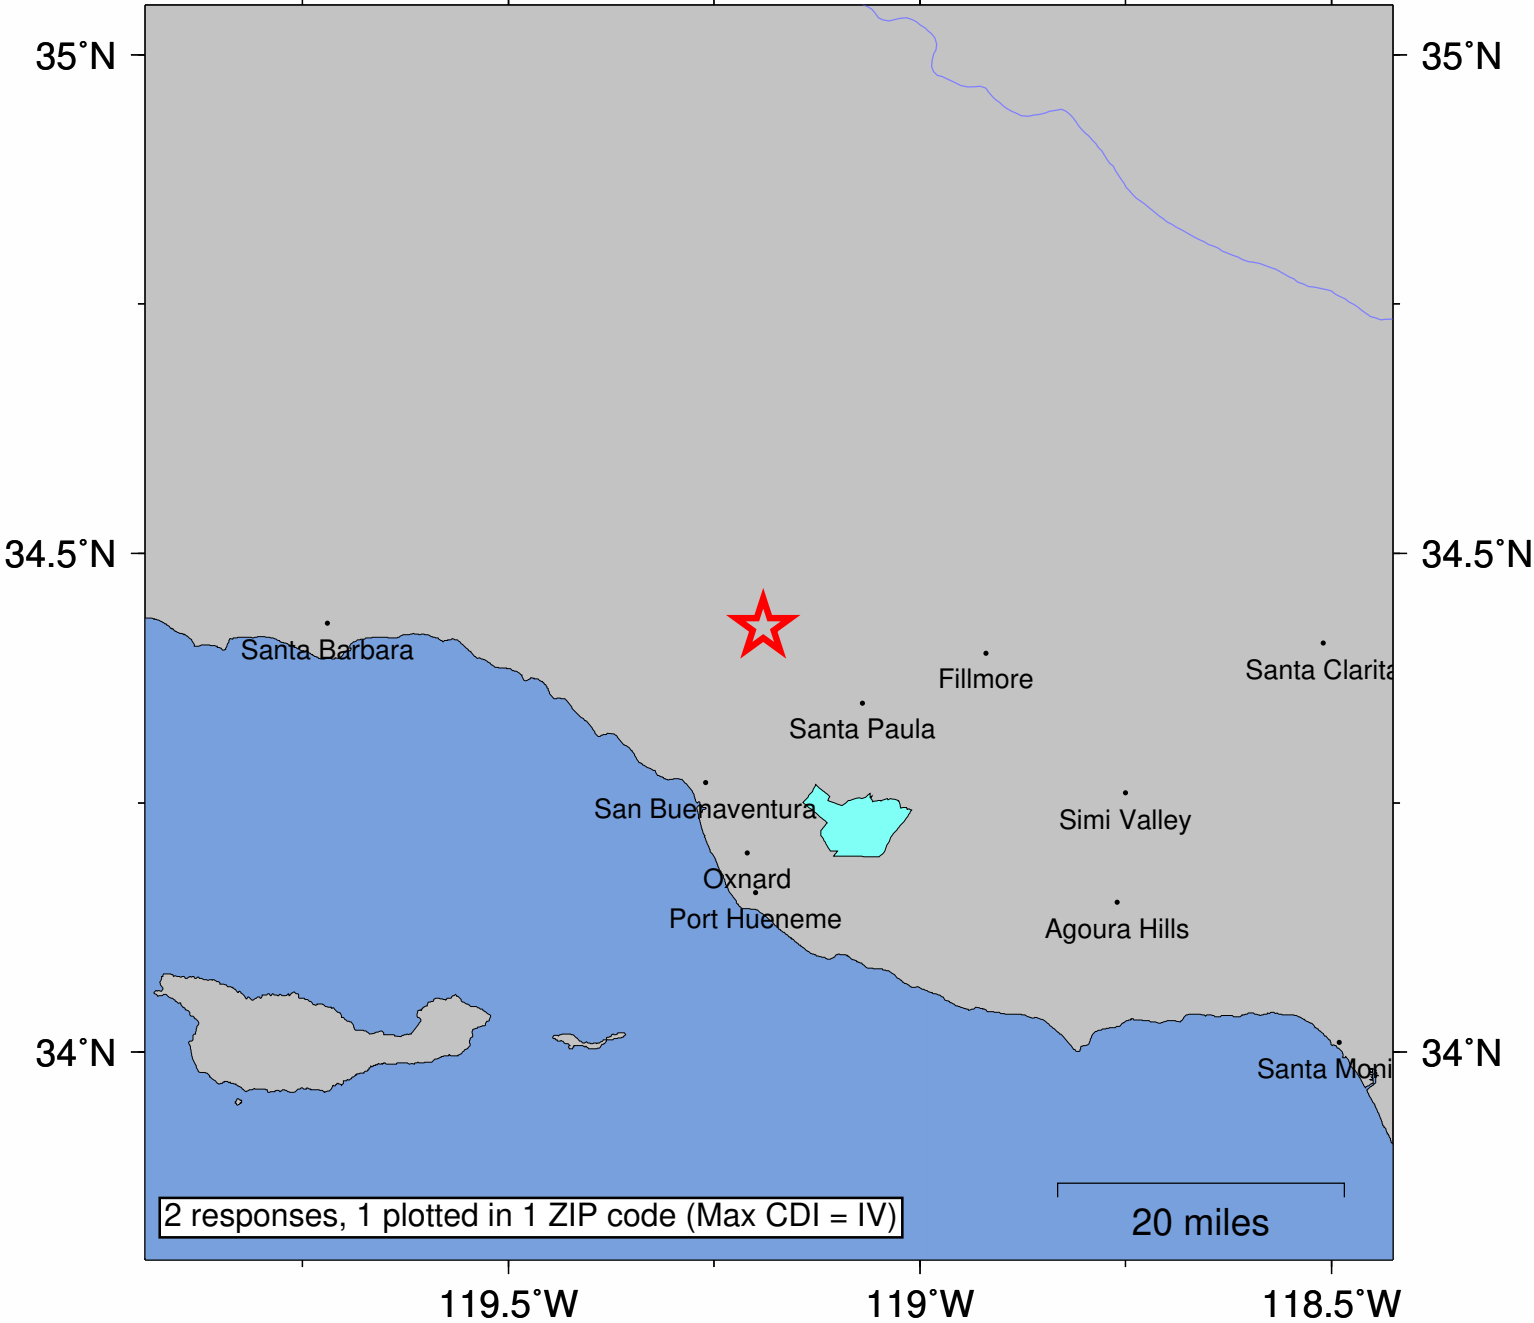 35°N
35°N
34.5°N
34.5°N
Santa Barbara
Fillmore
Santa Clarita
Santa Paula
San Buenaventura
Simi Valley
Oxnard
Port Hueneme
Agoura Hills
34°N
34°N
Santa Moni
2 responses, 1 plotted in 1 ZIP code (Max CDI = IV)
20 miles
119.5°W
119°W
118.5°W